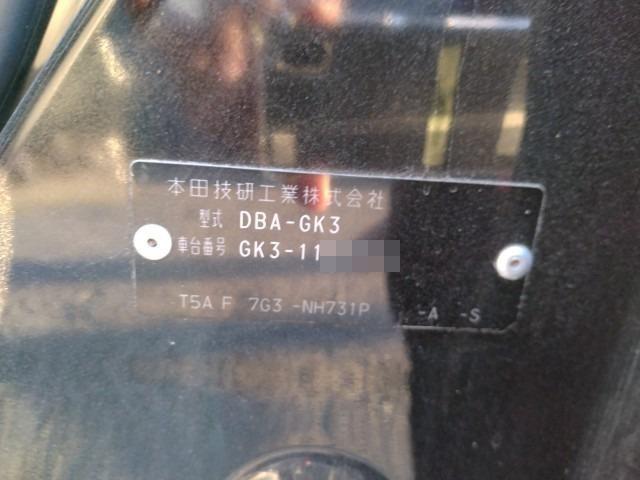 本田技研工業株式会社
型式 DBA-GK3
車台番号 GK3-11
T5A F 7G3 -NH731P -A -S